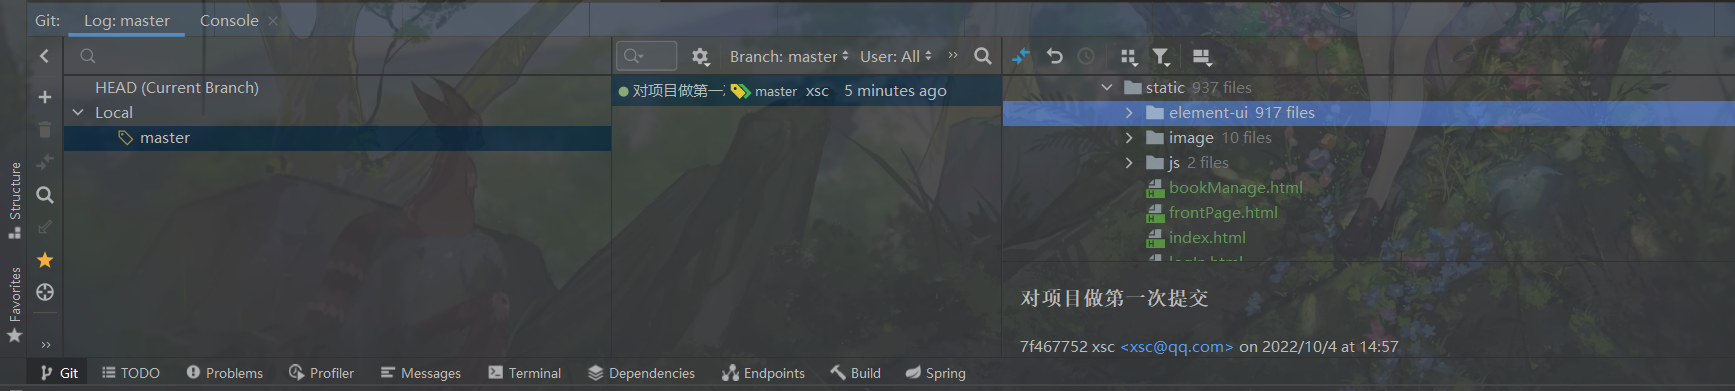 Git: Log: master Console
Branch: master User: All
HEAD (Current Branch)
Local
master
对项目做第一 master xsc 5 minutes ago
static 937 files
element-ui 917 files
image 10 files
js 2 files
bookManage.html
frontPage.html
index.html
login.html
对项目做第一次提交
7f467752 xsc <xsc@qq.com> on 2022/10/4 at 14:57
Structure
Favorites
Git TODO Problems Profiler Messages Terminal Dependencies Endpoints Build Spring